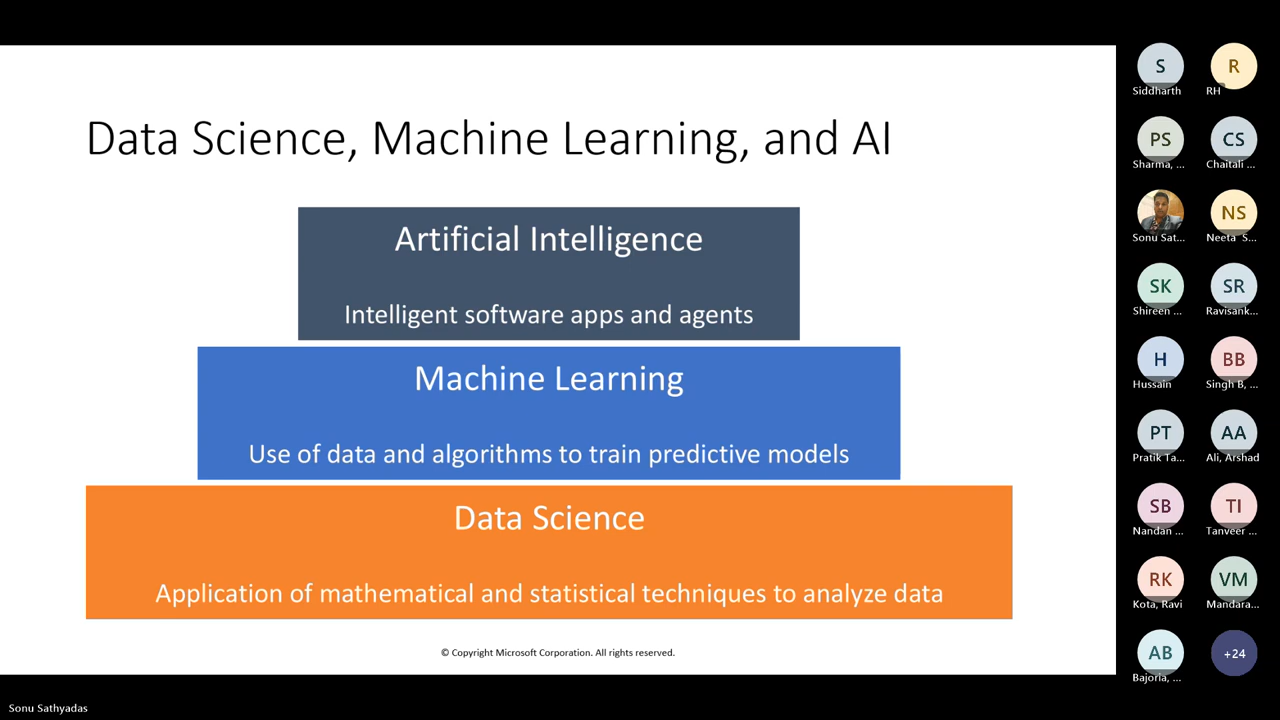 Data Science, Machine Learning, and AI
Artificial Intelligence
Intelligent software apps and agents
Machine Learning
Use of data and algorithms to train predictive models
Data Science
Application of mathematical and statistical techniques to analyze data
© Copyright Microsoft Corporation. All rights reserved.
Sonu Sathyadas
S
Siddharth
R
RH
PS
Sharma, ...
CS
Chaitali ...
Sonu Sat...
NS
Neeta S...
SK
Shireen ...
SR
Ravisank...
H
Hussain
BB
Singh B, ...
PT
Pratik Ta...
AA
Ali, Arshad
SB
Nandan ...
TI
Tanveer ...
RK
Kota, Ravi
VM
Mandara...
AB
Bajoria, ...
+24